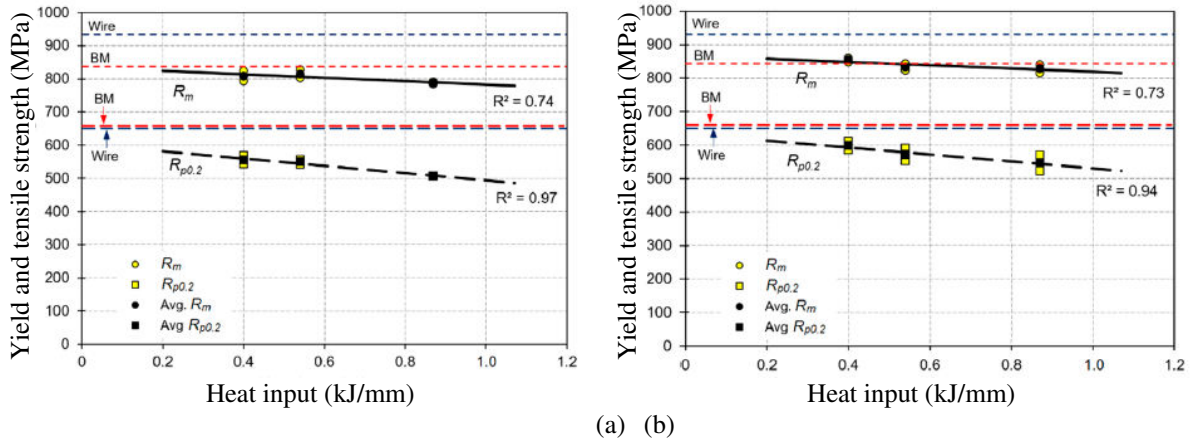 Yield and tensile strength (MPa)
1000
900
800
700
600
500
400
300
200
100
0
Wire
BM
Rm
R² = 0.74
BM
Wire
Rp0.2
R² = 0.97
Rm
Rp0.2
Avg. Rm
Avg Rp0.2
0 0.2 0.4 0.6 0.8 1.0 1.2
Heat input (kJ/mm)
Yield and tensile strength (MPa)
1000
900
800
700
600
500
400
300
200
100
0
Wire
BM
Rm
R² = 0.73
BM
Wire
Rp0.2
R² = 0.94
Rm
Rp0.2
Avg. Rm
Avg Rp0.2
0 0.2 0.4 0.6 0.8 1.0 1.2
Heat input (kJ/mm)
(a) (b)